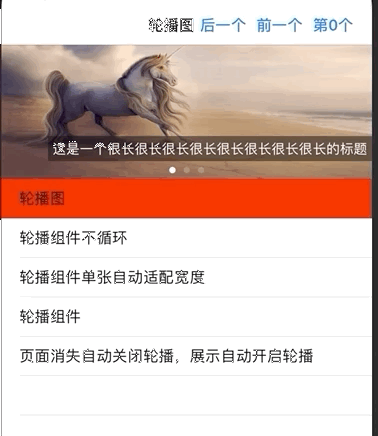 轮播图 后一个 前一个 第0个
这是一个很长很长很长很长很长很长很长很长的标题
轮播图
轮播组件不循环
轮播组件单张自动适配宽度
轮播组件
页面消失自动关闭轮播，展示自动开启轮播